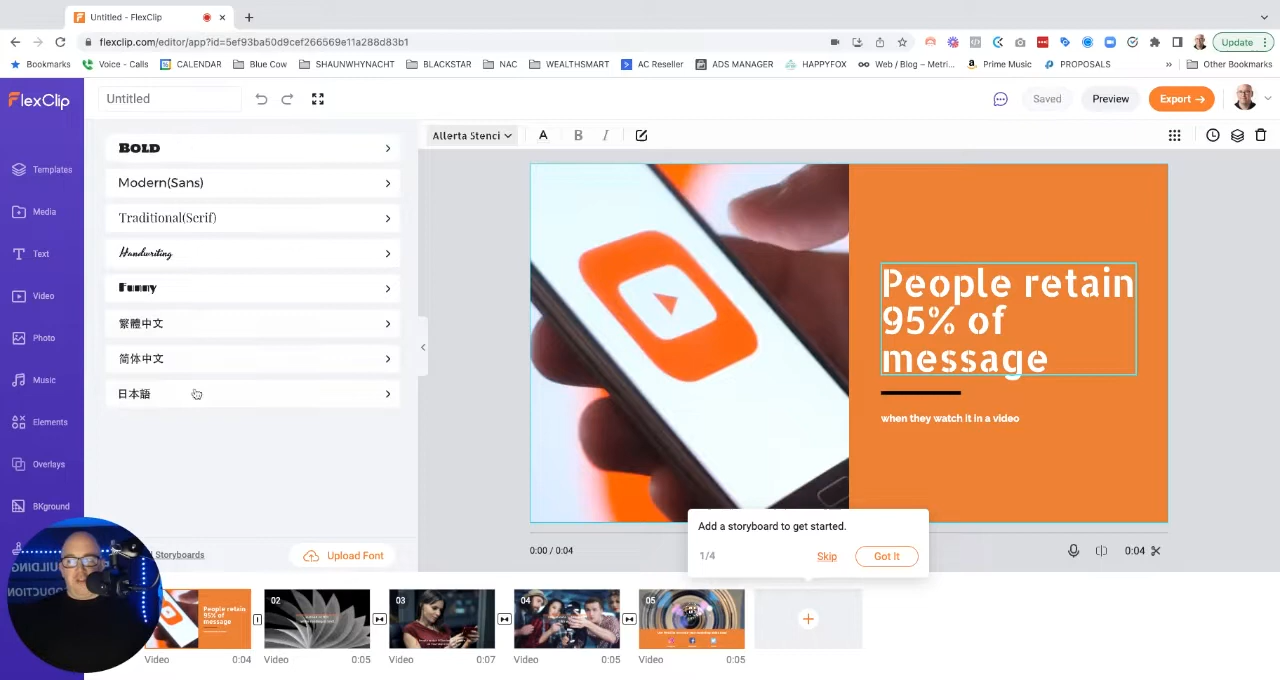 Untitled - FlexClip
flexclip.com/editor/app?id=5ef93ba50d9cef266569e11a288d83b1
Update
Bookmarks
Voice - Calls
CALENDAR
Blue Cow
SHAUNWHYNACHT
BLACKSTAR
NAC
WEALTHSMART
AC Reseller
ADS MANAGER
HAPPYFOX
Web / Blog – Metri...
Prime Music
PROPOSALS
»
Other Bookmarks
FlexClip
Untitled
Saved
Preview
Export
Templates
Media
Text
Video
Photo
Music
Elements
Overlays
BKground
BOLD
Modern(Sans)
Traditional(Serif)
Handwriting
Funny
繁體中文
简体中文
日本語
Storyboards
Upload Font
Allerta Stenci
A
B
I
People retain
95% of
message
when they watch it in a video
0:00 / 0:04
0:04
Add a storyboard to get started.
1/4
Skip
Got It
People retain
95% of
message
02
03
04
05
Video
0:04
Video
0:05
Video
0:07
Video
0:05
Video
0:05